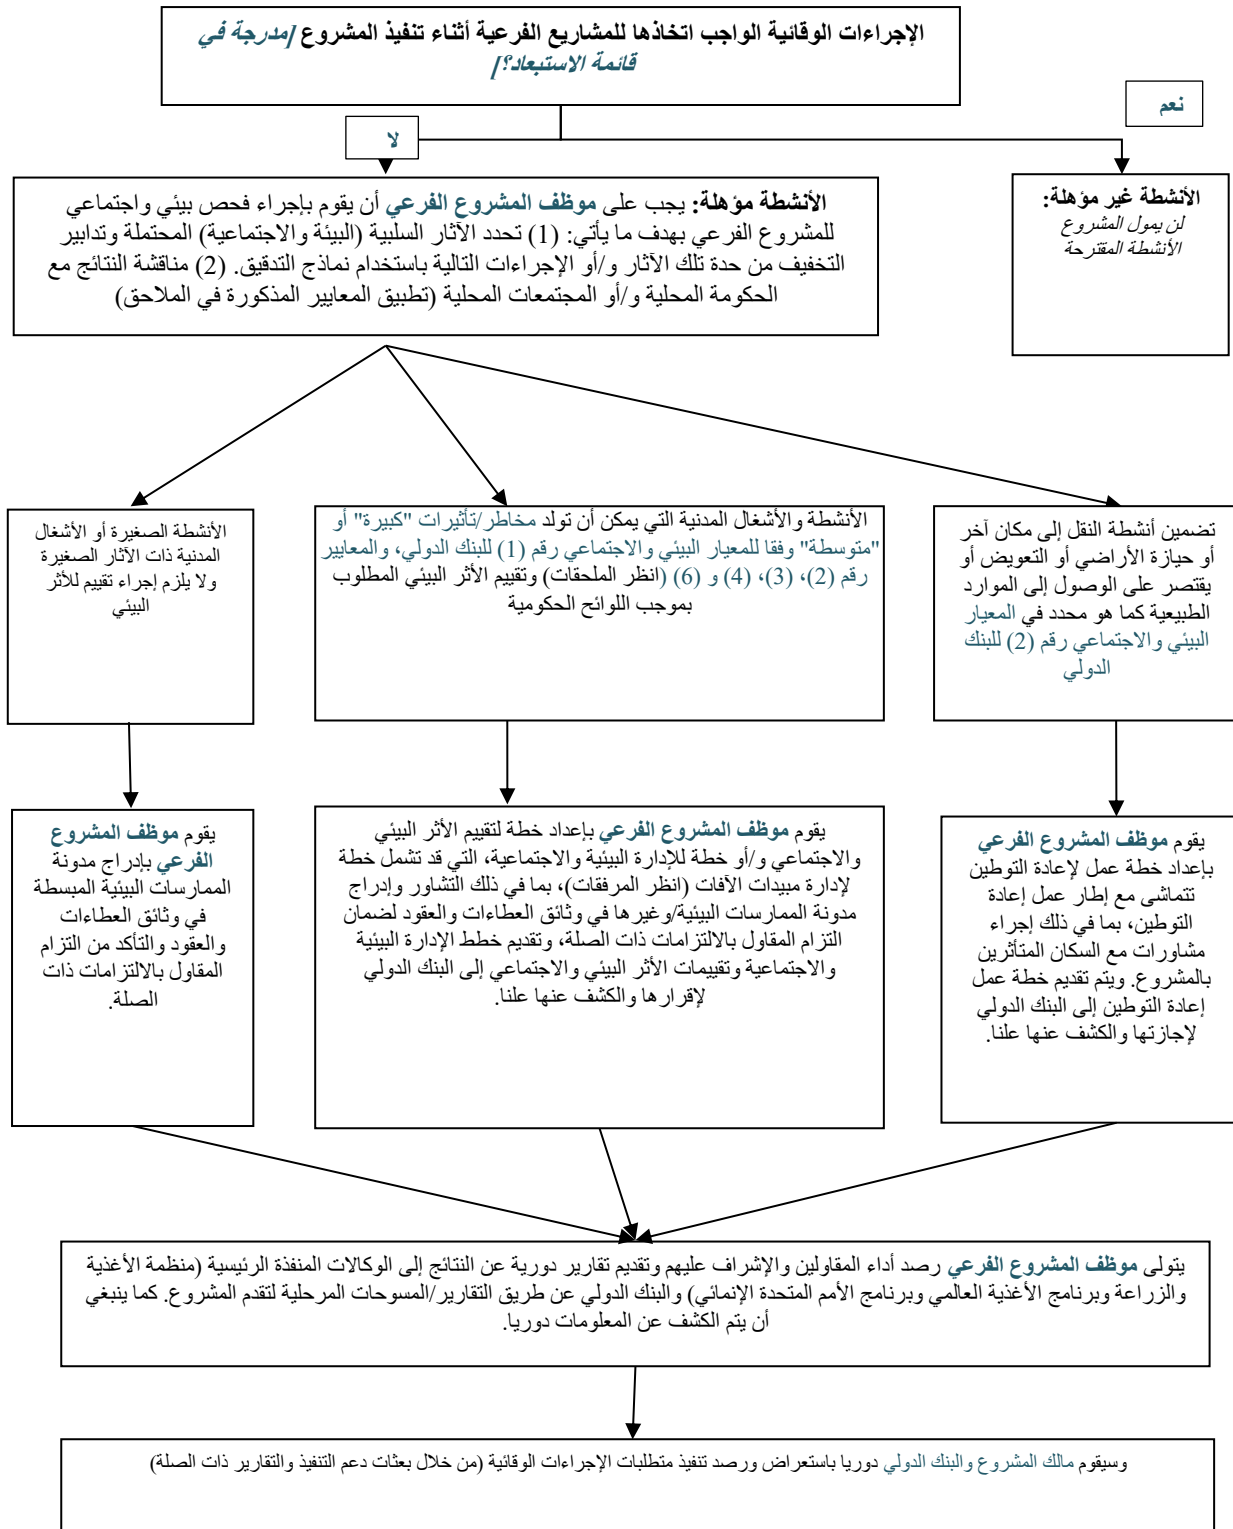 الإجراءات الوقائية الواجب اتخاذها للمشاريع الفرعية أثناء تنفيذ المشروع [مدرجة في
قائمة الاستبعاد؟]
نعم
لا
الأنشطة غير مؤهلة:
لن يمول المشروع
الأنشطة المقترحة
الأنشطة مؤهلة: يجب على موظف المشروع الفرعي أن يقوم بإجراء فحص بيئي واجتماعي
للمشروع الفرعي بهدف ما يأتي: (1) تحدد الآثار السلبية (البيئة والاجتماعية) المحتملة وتدابير
التخفيف من حدة تلك الآثار و/أو الإجراءات التالية باستخدام نماذج التدقيق. (2) مناقشة النتائج مع
الحكومة المحلية و/أو المجتمعات المحلية (تطبيق المعايير المذكورة في الملاحق)
تضمين أنشطة النقل إلى مكان آخر
أو حيازة الأراضي أو التعويض أو
يقتصر على الوصول إلى الموارد
الطبيعية كما هو محدد في المعيار
البيئي والاجتماعي رقم (2) للبنك
الدولي
الأنشطة والأشغال المدنية التي يمكن أن تولد مخاطر/تأثيرات "كبيرة" أو
"متوسطة" وفقا للمعيار البيئي والاجتماعي رقم (1) للبنك الدولي، والمعايير
رقم (2)، (3)، (4) و (6) (انظر الملحقات) وتقييم الأثر البيئي المطلوب
بموجب اللوائح الحكومية
الأنشطة الصغيرة أو الأشغال
المدنية ذات الآثار الصغيرة
ولا يلزم إجراء تقييم للأثر
البيئي
يقوم موظف المشروع الفرعي
بإعداد خطة عمل لإعادة التوطين
تتماشى مع إطار عمل إعادة
التوطين، بما في ذلك إجراء
مشاورات مع السكان المتأثرين
بالمشروع. ويتم تقديم خطة عمل
إعادة التوطين إلى البنك الدولي
لإجازتها والكشف عنها علنا.
يقوم موظف المشروع الفرعي بإعداد خطة لتقييم الأثر البيئي
والاجتماعي و/أو خطة للإدارة البيئية والاجتماعية، التي قد تشمل خطة
لإدارة مبيدات الآفات (انظر المرفقات)، بما في ذلك التشاور وإدراج
مدونة الممارسات البيئية/وغيرها في وثائق العطاءات والعقود لضمان
التزام المقاول بالالتزامات ذات الصلة، وتقديم خطط الإدارة البيئية
والاجتماعية وتقييمات الأثر البيئي والاجتماعي إلى البنك الدولي
لإقرارها والكشف عنها علنا.
يقوم موظف المشروع
الفرعي بإدراج مدونة
الممارسات البيئية المبسطة
في وثائق العطاءات
والعقود والتأكد من التزام
المقاول بالالتزامات ذات
الصلة.
يتولى موظف المشروع الفرعي رصد أداء المقاولين والإشراف عليهم وتقديم تقارير دورية عن النتائج إلى الوكالات المنفذة الرئيسية (منظمة الأغذية
والزراعة وبرنامج الأغذية العالمي وبرنامج الأمم المتحدة الإنمائي) والبنك الدولي عن طريق التقارير/المسوحات المرحلية لتقدم المشروع. كما ينبغي
أن يتم الكشف عن المعلومات دوريا.
وسيقوم مالك المشروع والبنك الدولي دوريا باستعراض ورصد تنفيذ متطلبات الإجراءات الوقائية (من خلال بعثات دعم التنفيذ والتقارير ذات الصلة)